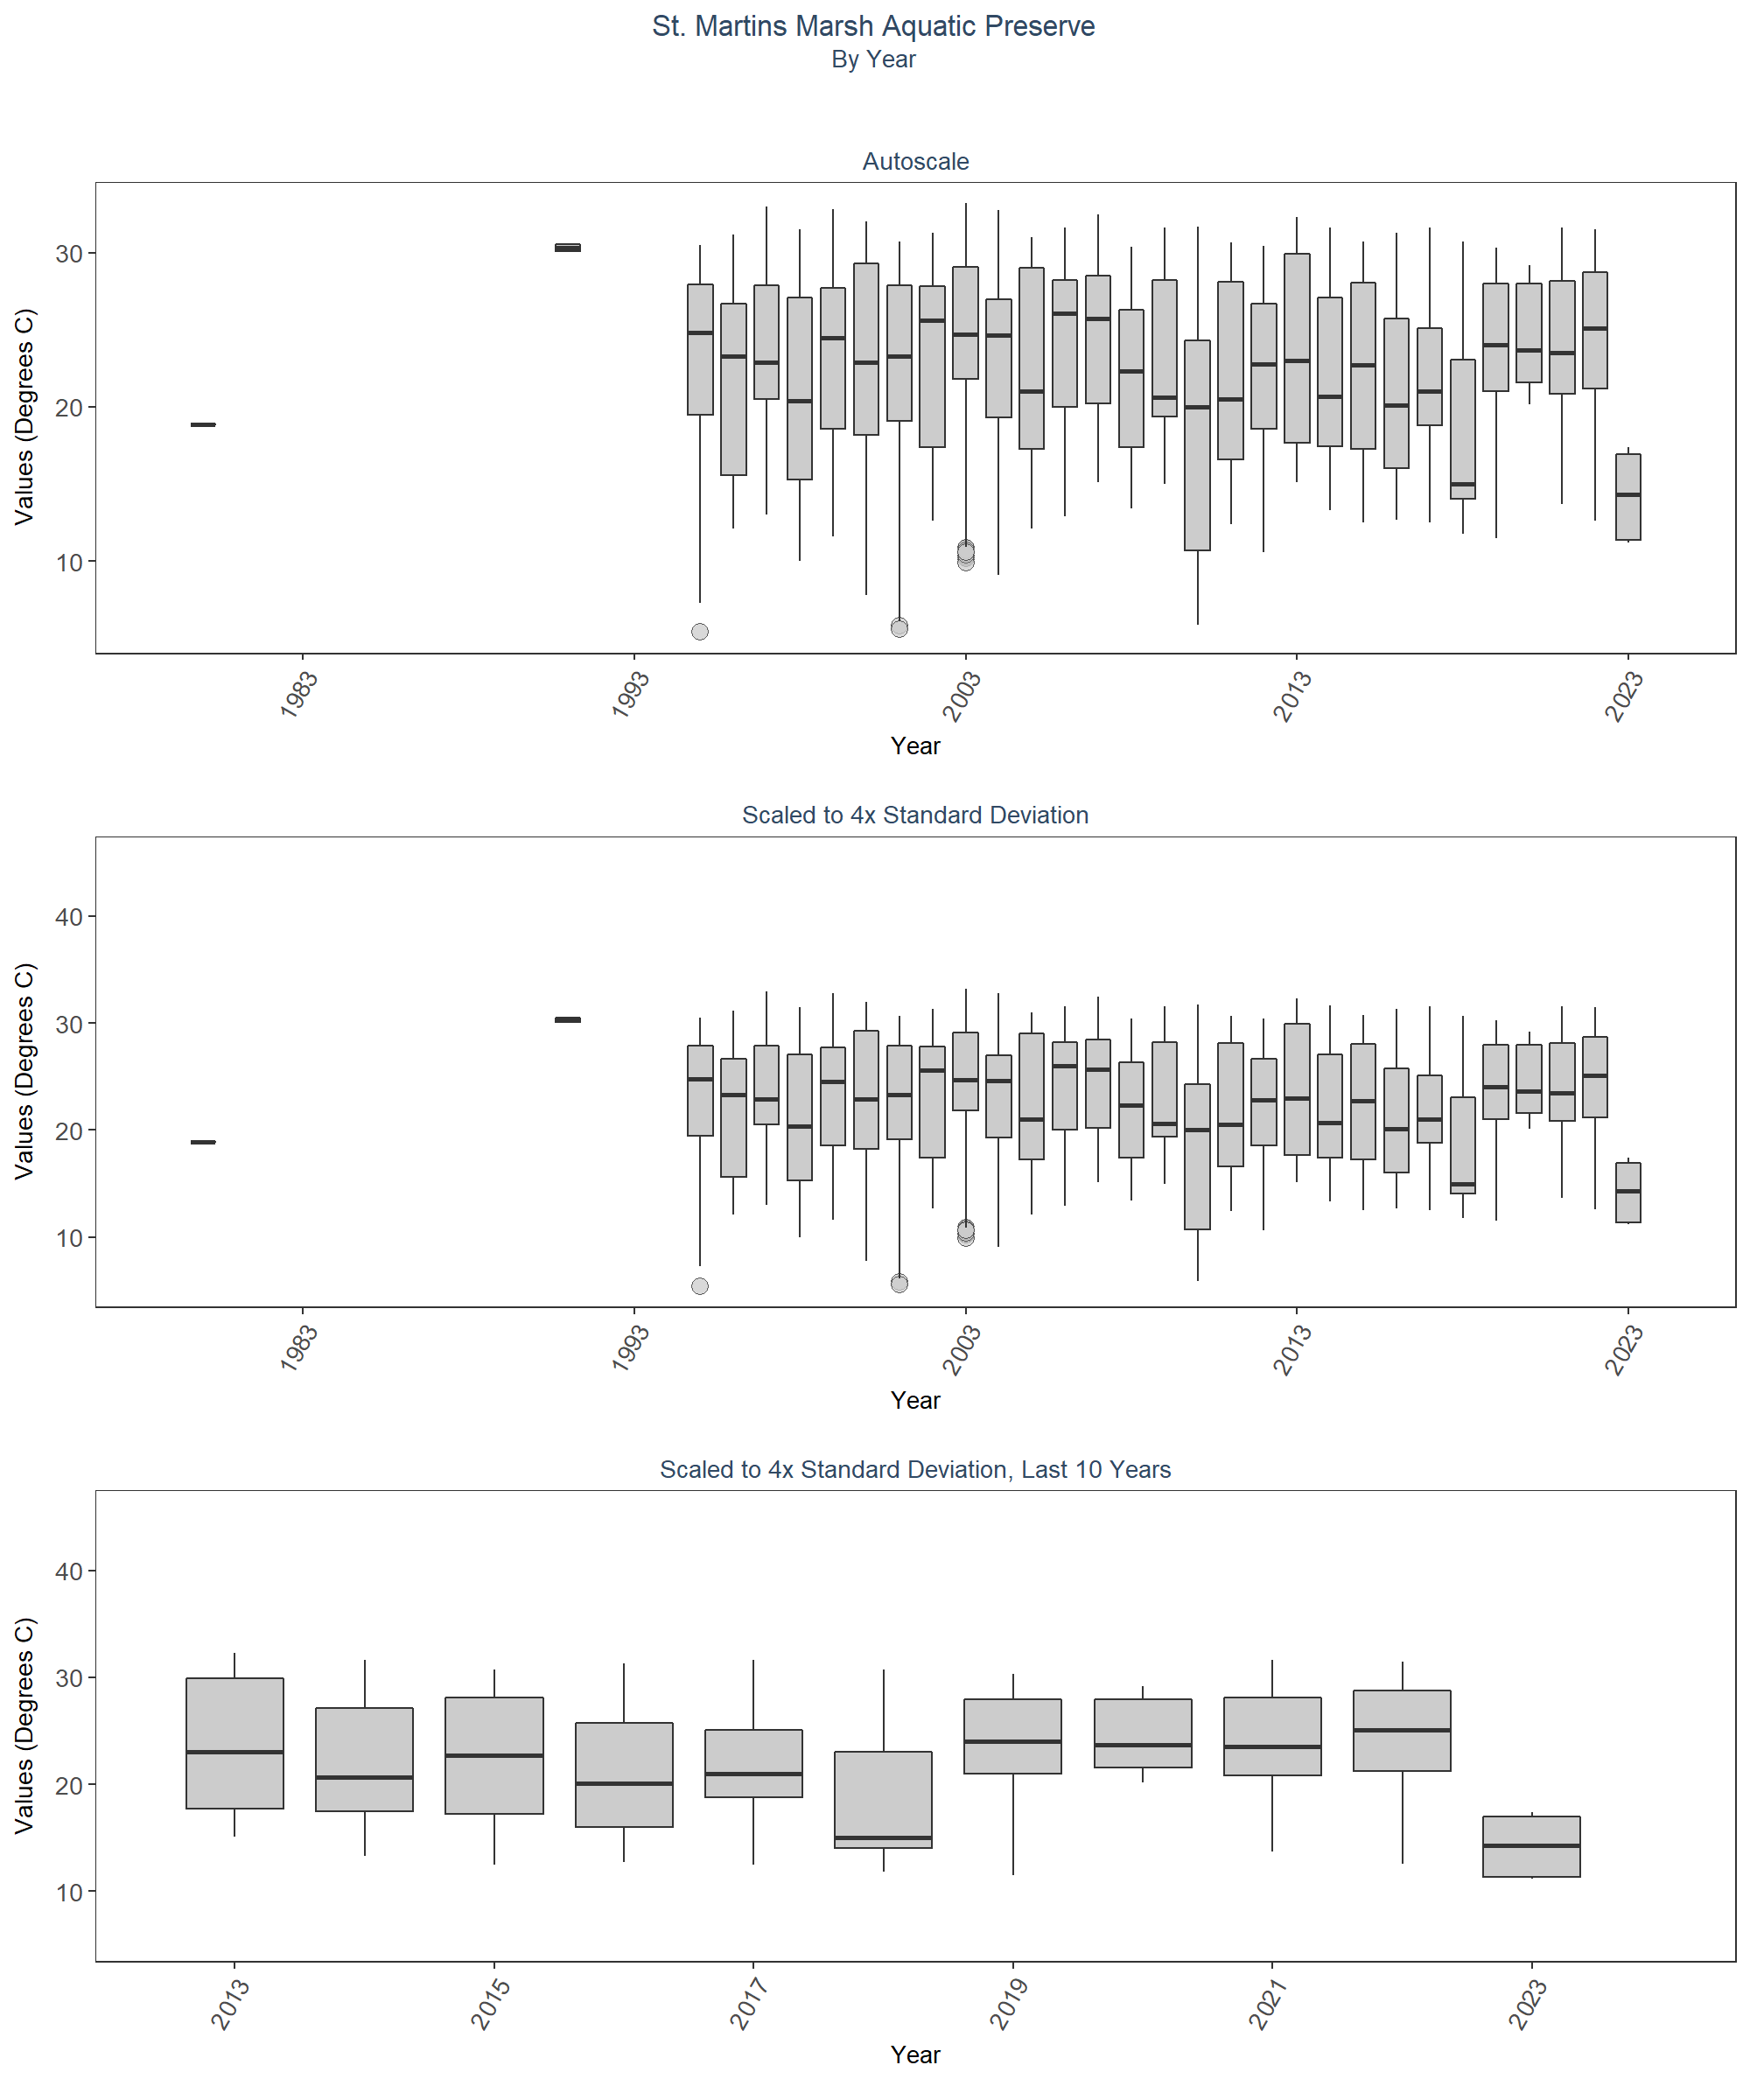 St. Martins Marsh Aquatic Preserve
By Year
Autoscale
Values (Degrees C)
30
20
10
1983
1993
2003
2013
2023
Year
Scaled to 4x Standard Deviation
Values (Degrees C)
40
30
20
10
1983
1993
2003
2013
2023
Year
Scaled to 4x Standard Deviation, Last 10 Years
Values (Degrees C)
40
30
20
10
2013
2015
2017
2019
2021
2023
Year